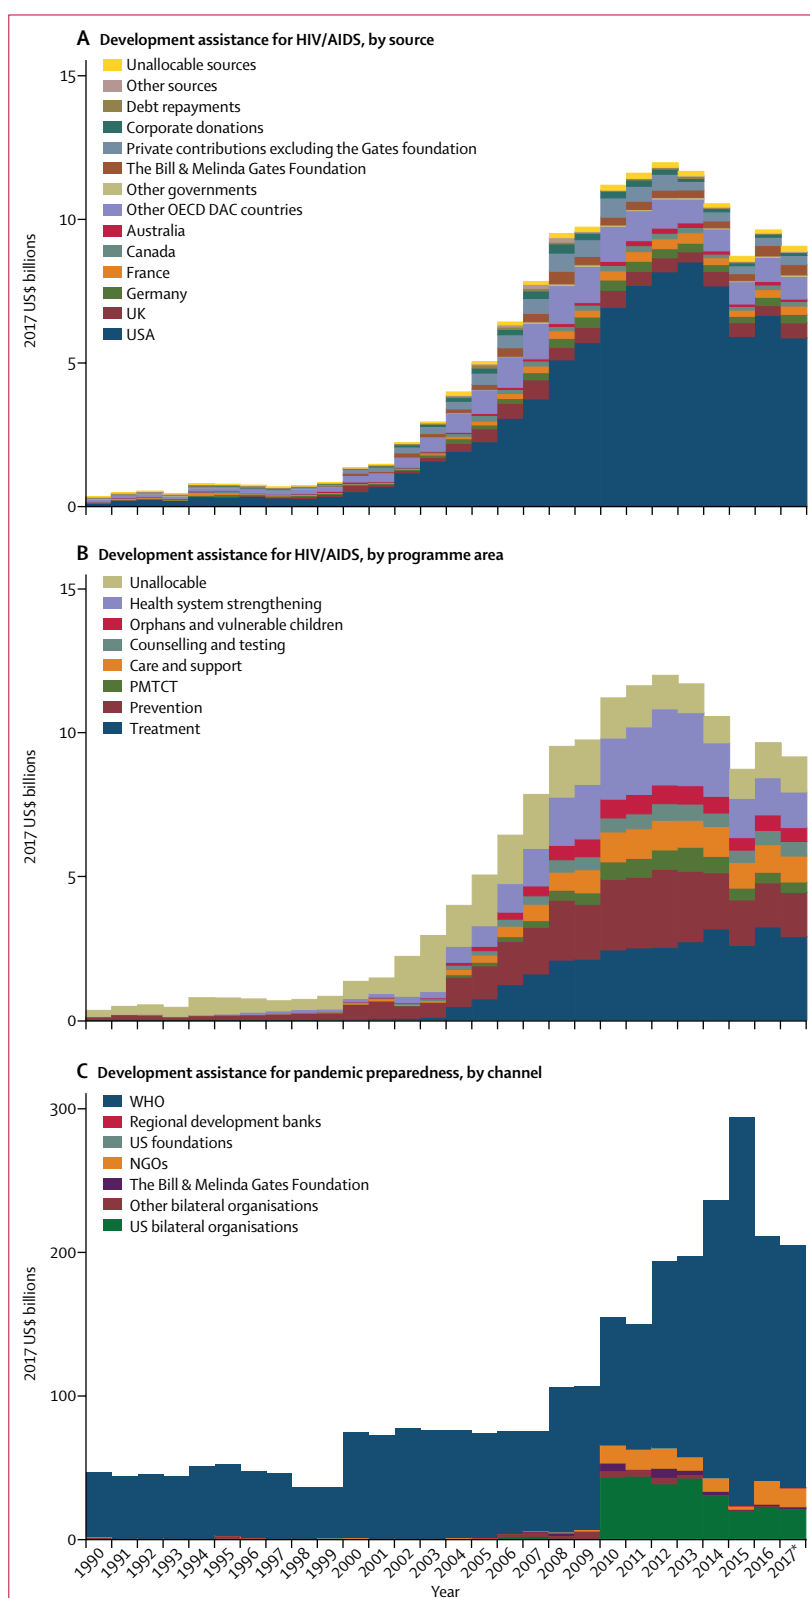 A Development assistance for HIV/AIDS, by source
15
Unallocable sources
Other sources
Debt repayments
Corporate donations
Private contributions excluding the Gates foundation
The Bill & Melinda Gates Foundation
Other governments
Other OECD DAC countries
Australia
Canada
France
Germany
UK
USA
10
5
0
2017 US$ billions
B Development assistance for HIV/AIDS, by programme area
15
Unallocable
Health system strengthening
Orphans and vulnerable children
Counselling and testing
Care and support
PMTCT
Prevention
Treatment
10
5
0
2017 US$ billions
C Development assistance for pandemic preparedness, by channel
300
WHO
Regional development banks
US foundations
NGOs
The Bill & Melinda Gates Foundation
Other bilateral organisations
US bilateral organisations
200
100
0
2017 US$ billions
1990 1991 1992 1993 1994 1995 1996 1997 1998 1999 2000 2001 2002 2003 2004 2005 2006 2007 2008 2009 2010 2011 2012 2013 2014 2015 2016 2017*
Year